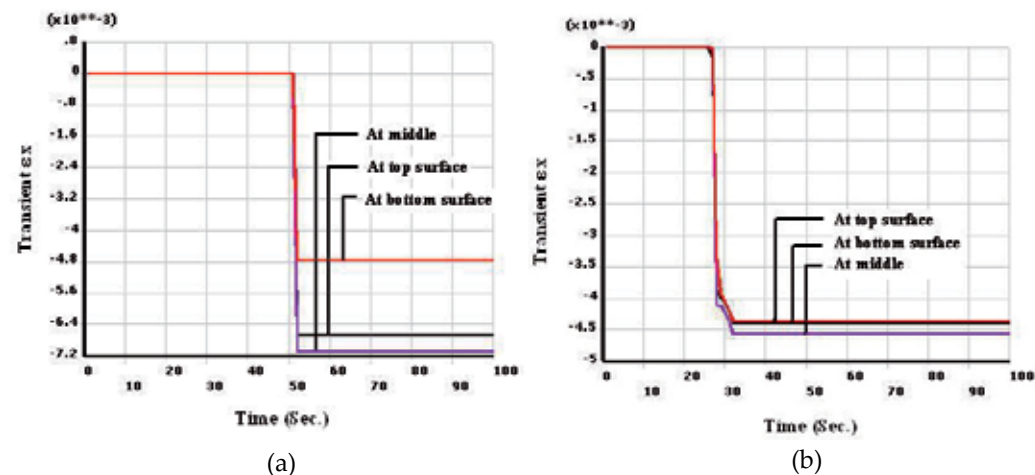 (x10**-3)
.8
0
-.8
-1.6
-2.4
-3.2
-4
-4.8
-5.6
-6.4
-7.2
Transient εx
At middle
At top surface
At bottom surface
0 20 40 50 60 80 100
10 30 70 90
Time (Sec.)
(a)
(x10**-3)
0
-.5
-1
-1.5
-2
-2.5
-3
-3.5
-4
-4.5
-5
Transient εx
At top surface
At bottom surface
At middle
0 20 40 50 60 80 100
10 30 70 90
Time (Sec.)
(b)